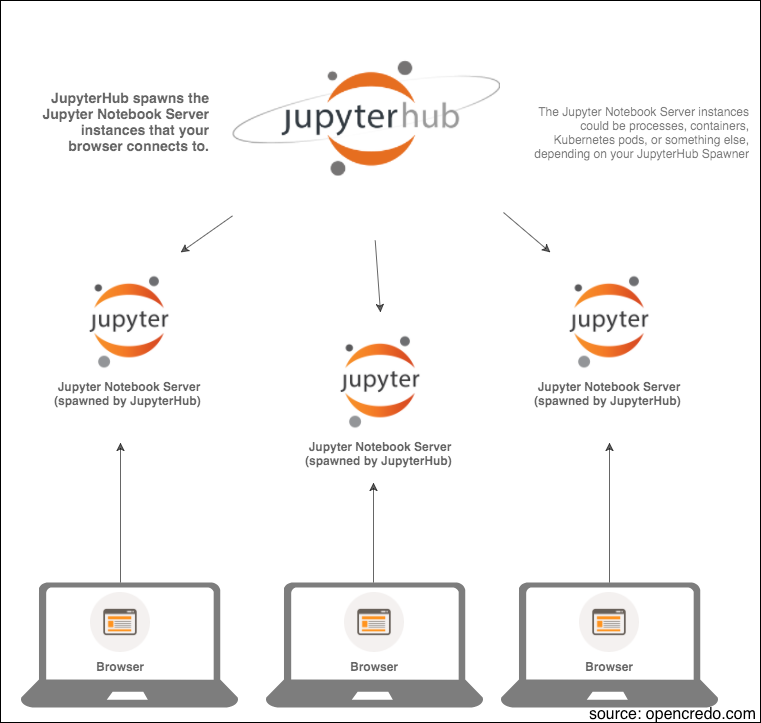 JupyterHub spawns the
Jupyter Notebook Server
instances that your
browser connects to.
jupyterhub
The Jupyter Notebook Server instances
could be processes, containers,
Kubernetes pods, or something else,
depending on your JupyterHub Spawner
jupyter
Jupyter Notebook Server
(spawned by JupyterHub)
jupyter
Jupyter Notebook Server
(spawned by JupyterHub)
jupyter
Jupyter Notebook Server
(spawned by JupyterHub)
Browser
Browser
Browser
source: opencredo.com